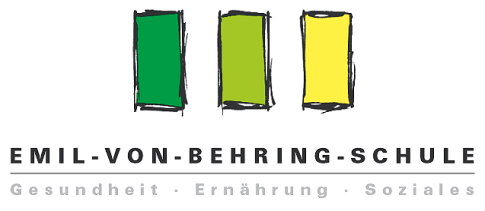 EMIL-VON-BEHRING-SCHULE
Gesundheit · Ernährung · Soziales